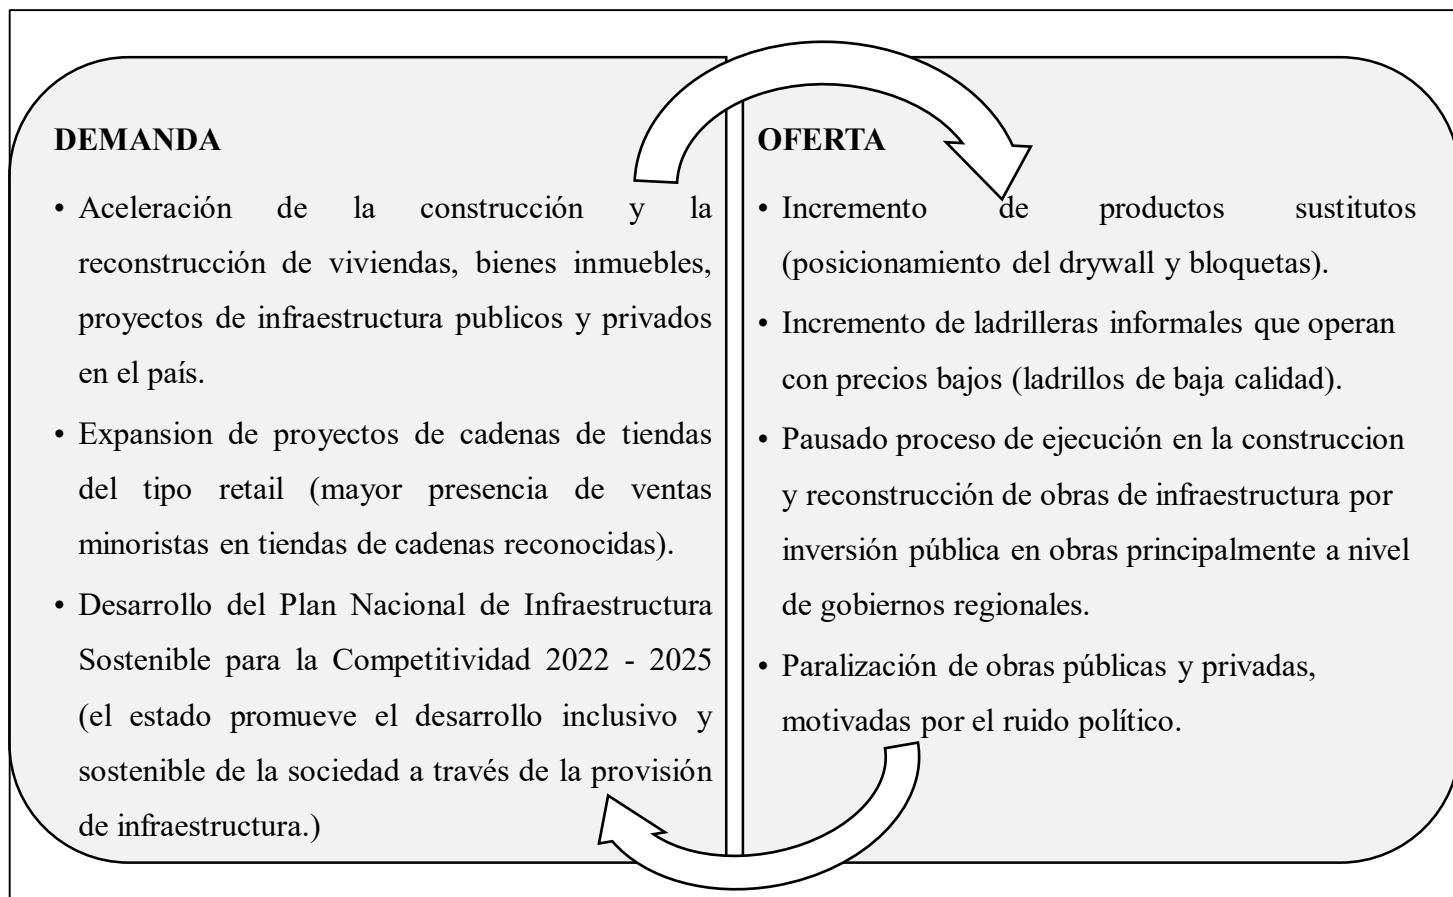 DEMANDA
• Aceleración de la construcción y la
reconstrucción de viviendas, bienes inmuebles,
proyectos de infraestructura publicos y privados
en el país.
• Expansion de proyectos de cadenas de tiendas
del tipo retail (mayor presencia de ventas
minoristas en tiendas de cadenas reconocidas).
• Desarrollo del Plan Nacional de Infraestructura
Sostenible para la Competitividad 2022 - 2025
(el estado promueve el desarrollo inclusivo y
sostenible de la sociedad a través de la provisión
de infraestructura.)
OFERTA
• Incremento de productos sustitutos
(posicionamiento del drywall y bloquetas).
• Incremento de ladrilleras informales que operan
con precios bajos (ladrillos de baja calidad).
• Pausado proceso de ejecución en la construccion
y reconstrucción de obras de infraestructura por
inversión pública en obras principalmente a nivel
de gobiernos regionales.
• Paralización de obras públicas y privadas,
motivadas por el ruido político.